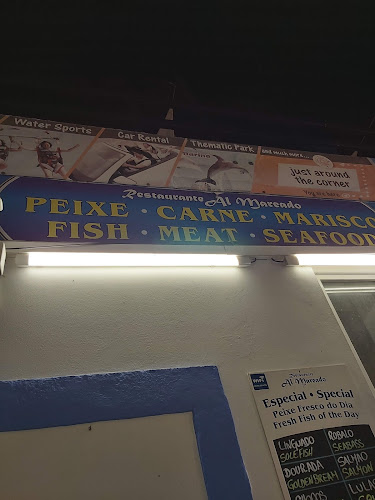 Water Sports
Car Rental
Thematic Park
and much more...
just around
the corner
Restaurante Al Mareado
PEIXE · CARNE · MARISCO
FISH · MEAT · SEAFOOD
Al Mareado
Especial · Special
Peixe Fresco do Dia
Fresh Fish of the Day
LINGUADO
SOLE FISH
ROBALO
SEABASS
DOURADA
GOLDENBREAM
SALMÃO
SALMON